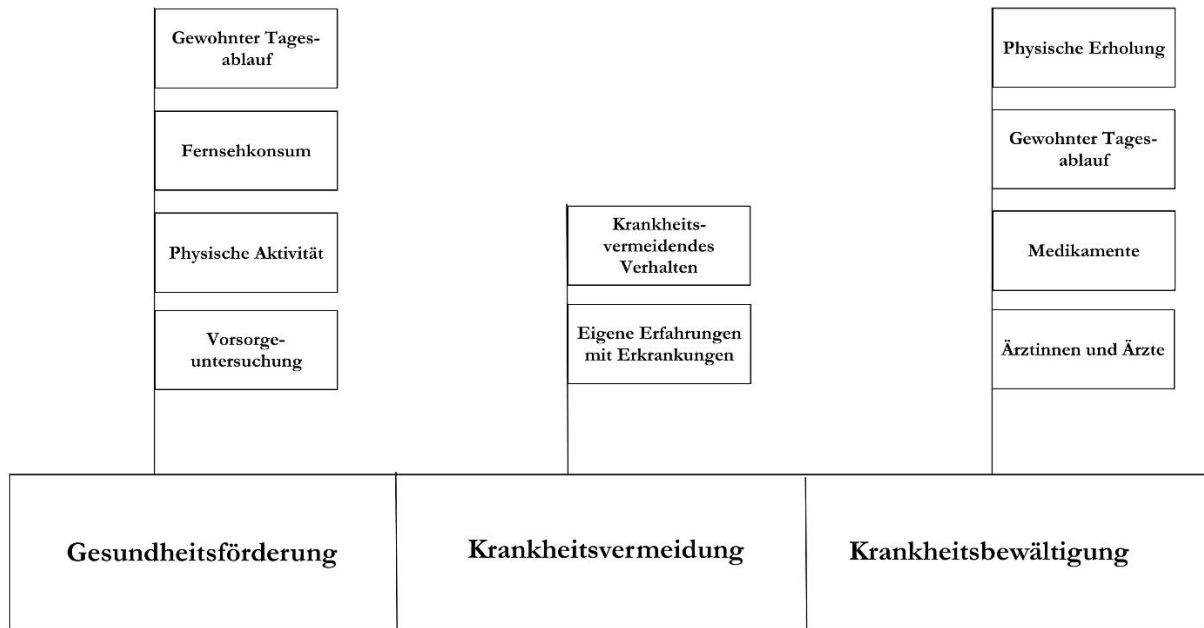 Gewohnter Tages-
ablauf
Fernsehkonsum
Physische Aktivität
Vorsorge-
untersuchung
Gesundheitsförderung
Krankheits-
vermeidendes
Verhalten
Eigene Erfahrungen
mit Erkrankungen
Krankheitsvermeidung
Physische Erholung
Gewohnter Tages-
ablauf
Medikamente
Ärztinnen und Ärzte
Krankheitsbewältigung